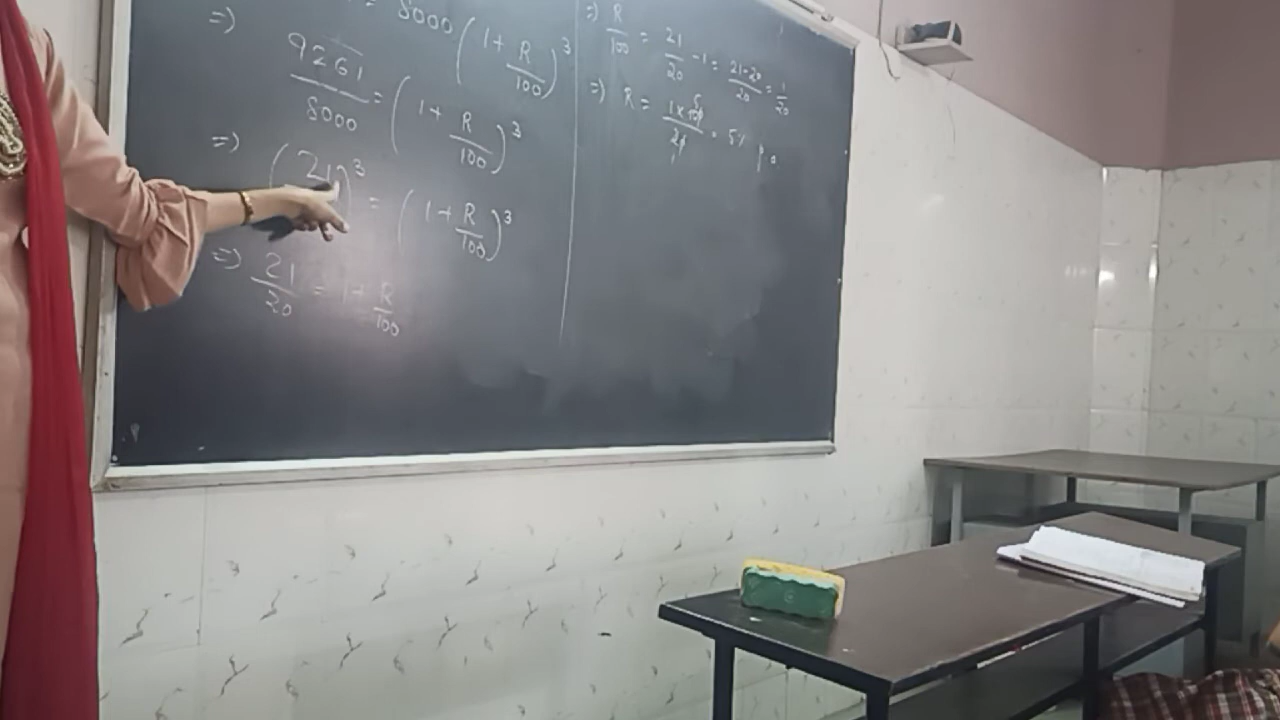 => = 8000 (1 + R/100)³
9261/8000 = (1 + R/100)³
=> (21 )³ = (1 + R/100)³
=> 21/20 = 1 + R/100
=> R/100 = 21/20 - 1 = 21-20/20 = 1/20
=> R = 1 x 100/20 = 5% p a